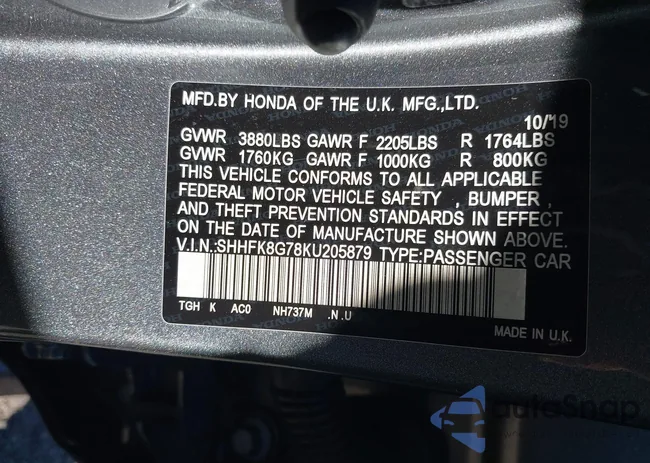 MFD.BY HONDA OF THE U.K. MFG.,LTD.
10/'19
GVWR 3880LBS GAWR F 2205LBS R 1764LBS
GVWR 1760KG GAWR F 1000KG R 800KG
THIS VEHICLE CONFORMS TO ALL APPLICABLE
FEDERAL MOTOR VEHICLE SAFETY , BUMPER ,
AND THEFT PREVENTION STANDARDS IN EFFECT
ON THE DATE OF MANUFACTURE SHOWN ABOVE.
V.I.N.:SHHFK8G78KU205879 TYPE:PASSENGER CAR
TGH K AC0 NH737M .N.U
MADE IN U.K.
autoSnap